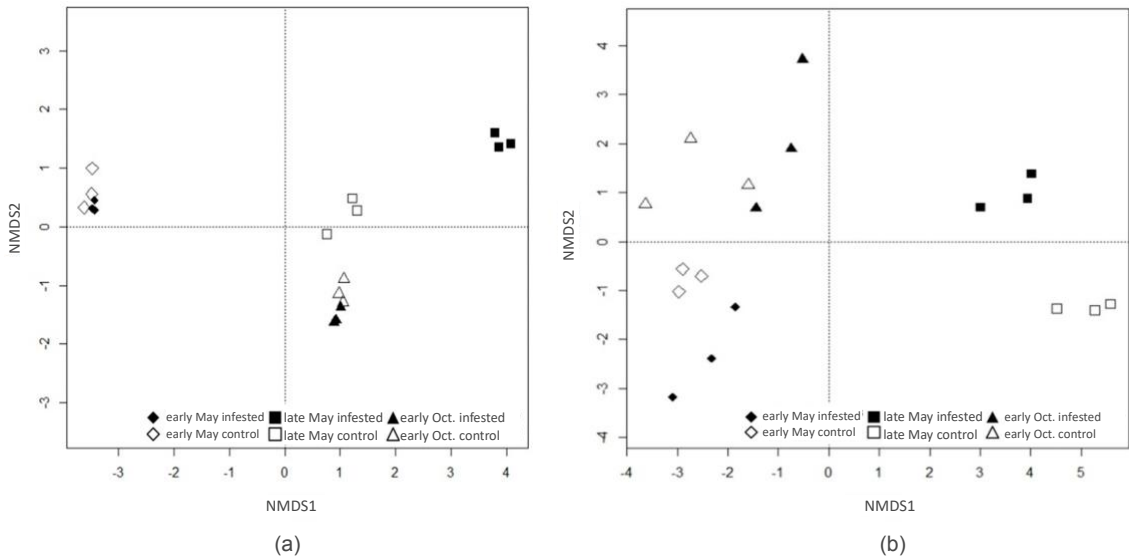 3
2
1
0
-1
-2
-3
NMDS2
early May infested late May infested early Oct. infested
early May control late May control early Oct. control
-3 -2 -1 0 1 2 3 4
NMDS1
(a)
4
3
2
1
0
-1
-2
-3
-4
NMDS2
early May infested late May infested early Oct. infested
early May control late May control early Oct. control
-4 -3 -2 -1 0 1 2 3 4 5
NMDS1
(b)